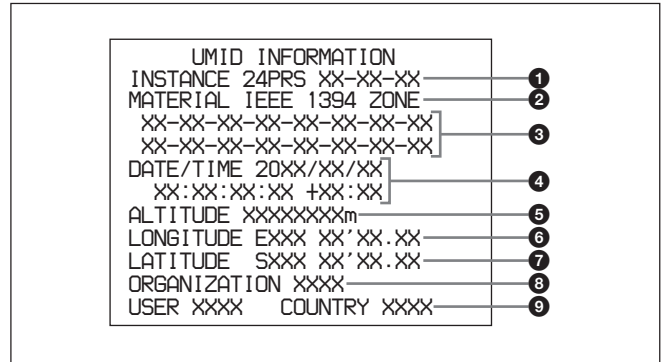 UMID INFORMATION
INSTANCE 24PRS XX-XX-XX 1
MATERIAL IEEE 1394 ZONE 2
XX-XX-XX-XX-XX-XX-XX-XX
XX-XX-XX-XX-XX-XX-XX-XX 3
DATE/TIME 20XX/XX/XX
XX:XX:XX:XX +XX:XX 4
ALTITUDE XXXXXXXXm 5
LONGITUDE EXXX XX'XX.XX 6
LATITUDE SXXX XX'XX.XX 7
ORGANIZATION XXXX 8
USER XXXX COUNTRY XXXX 9